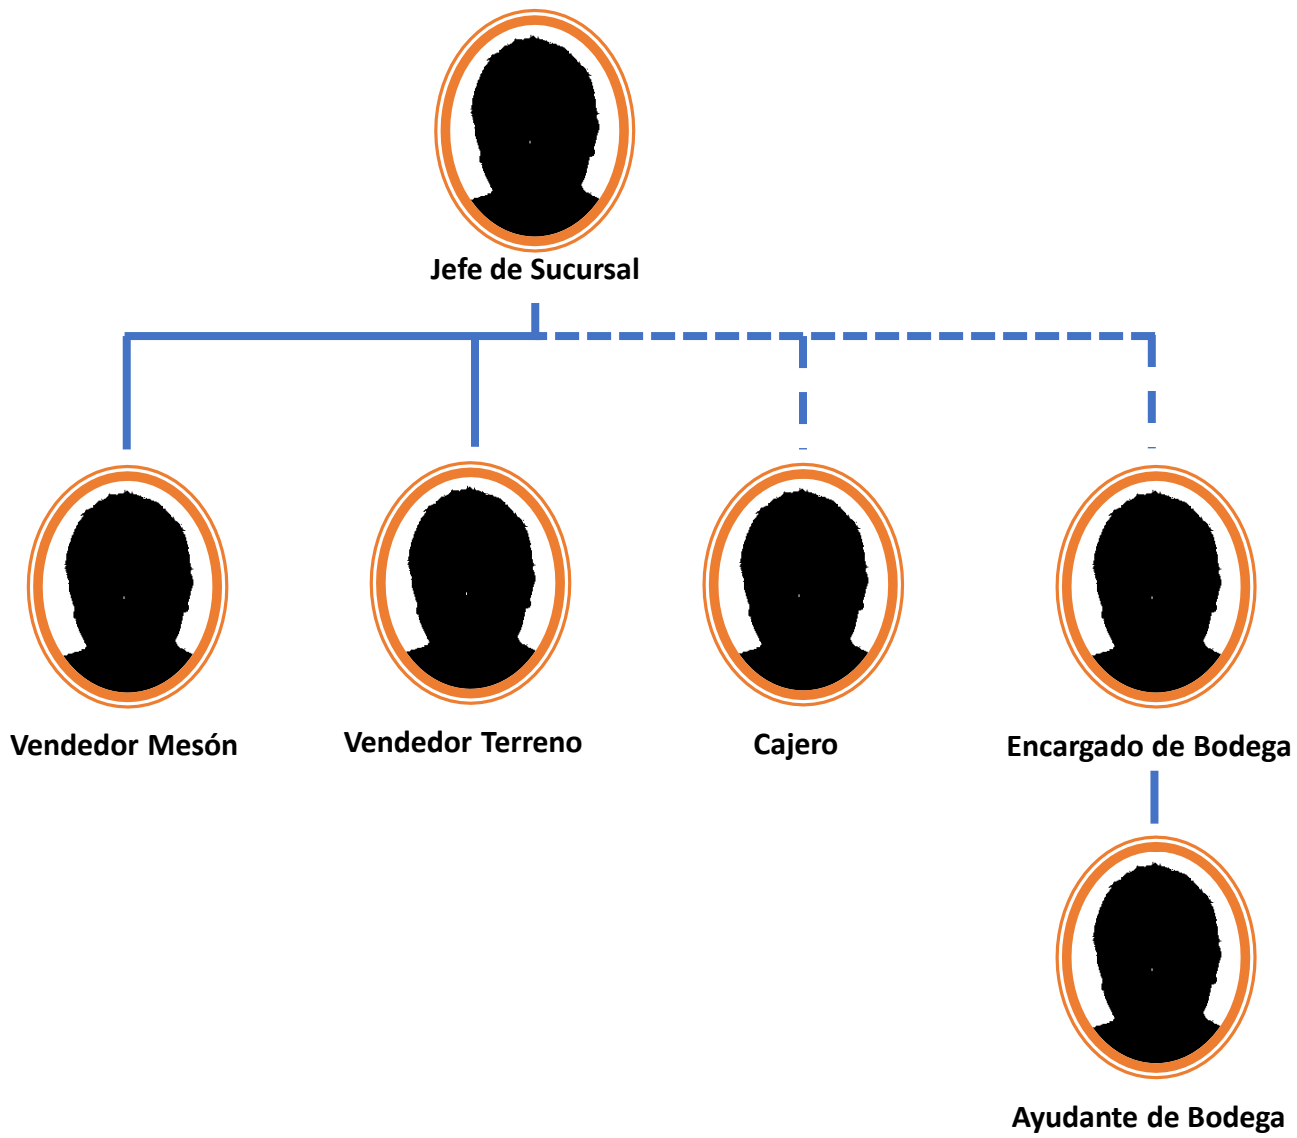 Jefe de Sucursal
Vendedor Mesón
Vendedor Terreno
Cajero
Encargado de Bodega
Ayudante de Bodega